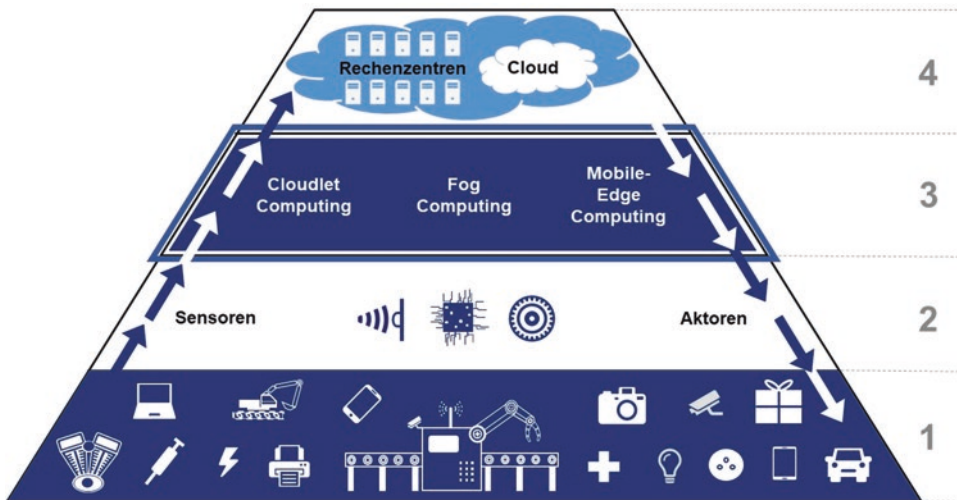 Rechenzentren
Cloud
4
Cloudlet
Computing
Fog
Computing
Mobile-
Edge
Computing
3
Sensoren
Aktoren
2
1